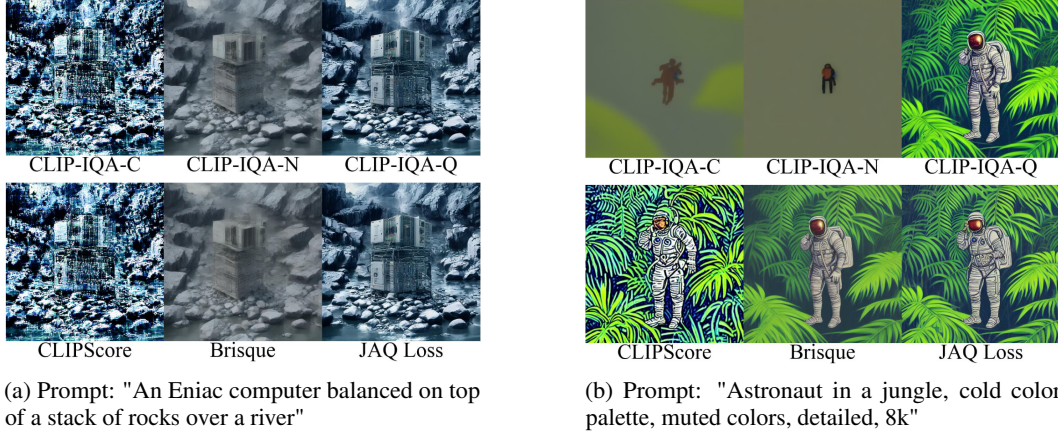 CLIP-IQA-C CLIP-IQA-N CLIP-IQA-Q
CLIPScore Brisque JAQ Loss
(a) Prompt: "An Eniac computer balanced on top
of a stack of rocks over a river"
CLIP-IQA-C CLIP-IQA-N CLIP-IQA-Q
CLIPScore Brisque JAQ Loss
(b) Prompt: "Astronaut in a jungle, cold color
palette, muted colors, detailed, 8k"